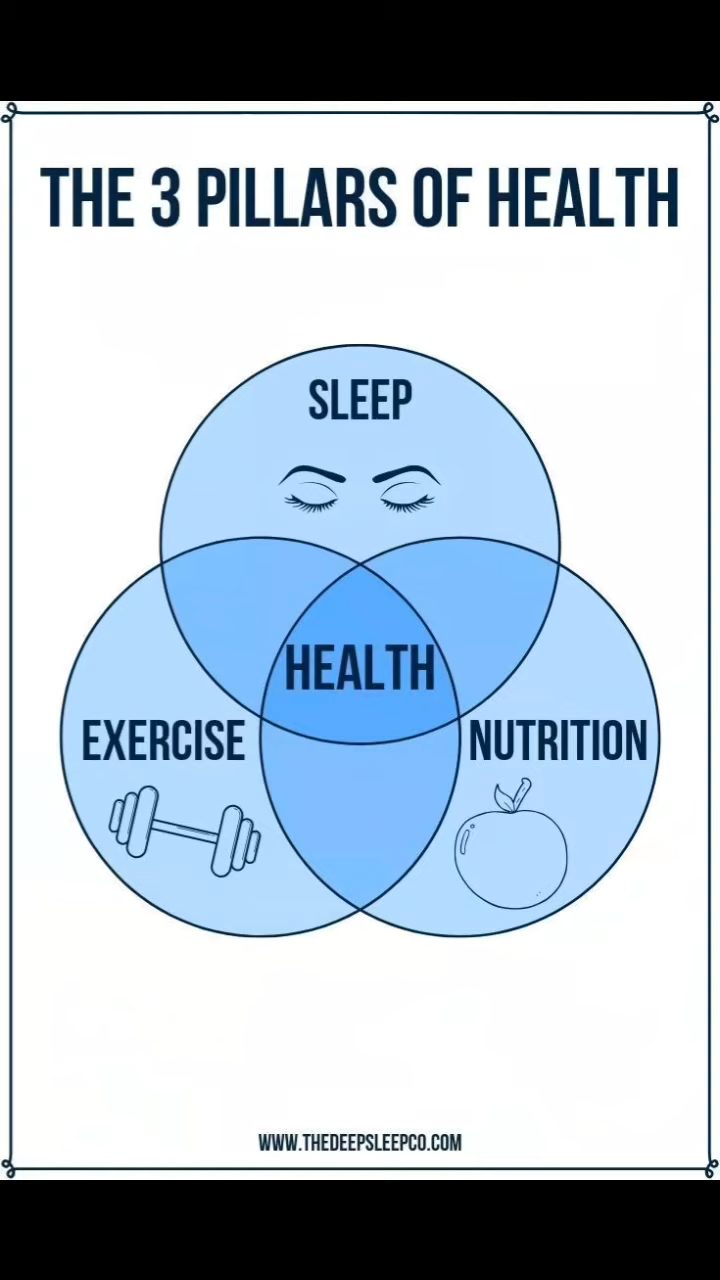 THE 3 PILLARS OF HEALTH
SLEEP
HEALTH
EXERCISE
NUTRITION
WWW.THEDEEPSLEEPCO.COM